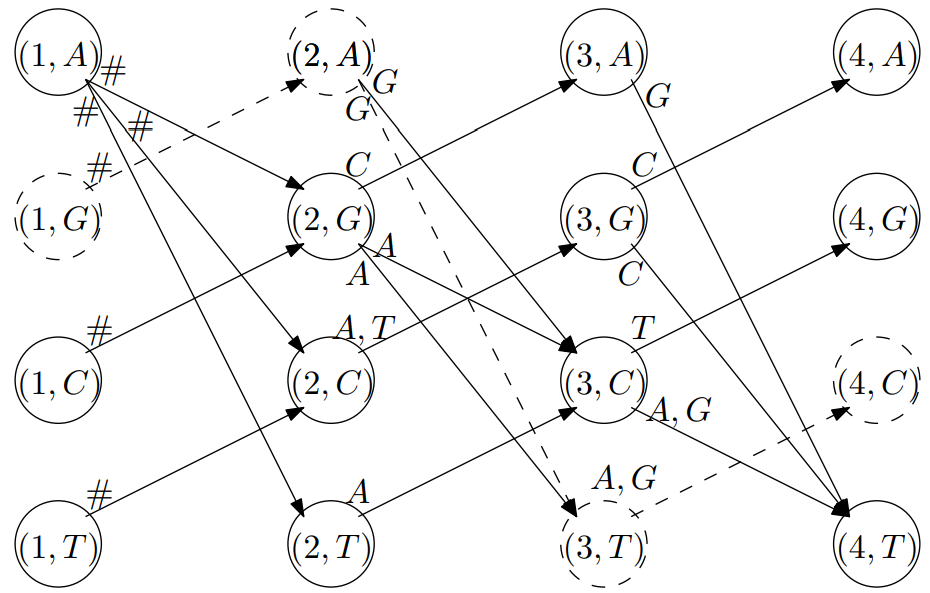 (1, A) (2, A) (3, A) (4, A)
# G G
# # G
# C C
(1, G) (2, G) (3, G) (4, G)
A
A C
# A, T T
(1, C) (2, C) (3, C) (4, C)
A, G
# A A, G
(1, T) (2, T) (3, T) (4, T)